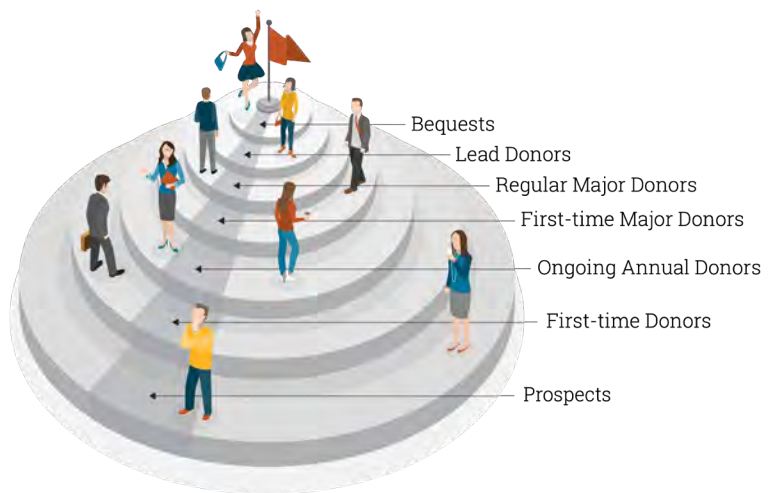 Bequests
Lead Donors
Regular Major Donors
First-time Major Donors
Ongoing Annual Donors
First-time Donors
Prospects